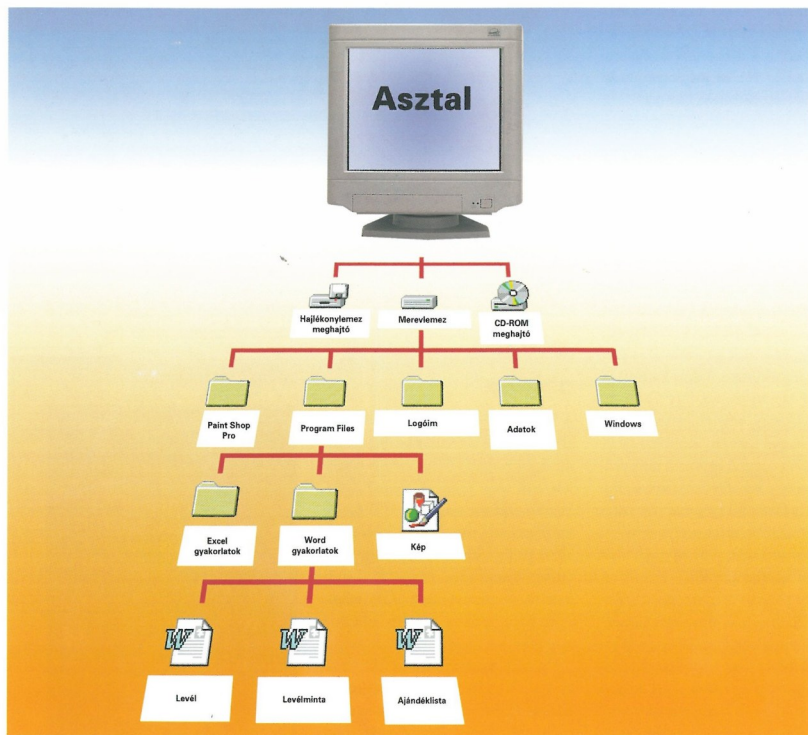 Asztal
Hajlékonylemez
meghajtó
Merevlemez
CD-ROM
meghajtó
Paint Shop
Pro
Program Files
Logóim
Adatok
Windows
Excel
gyakorlatok
Word
gyakorlatok
Kép
W
W
W
Levél
Levélminta
Ajándéklista